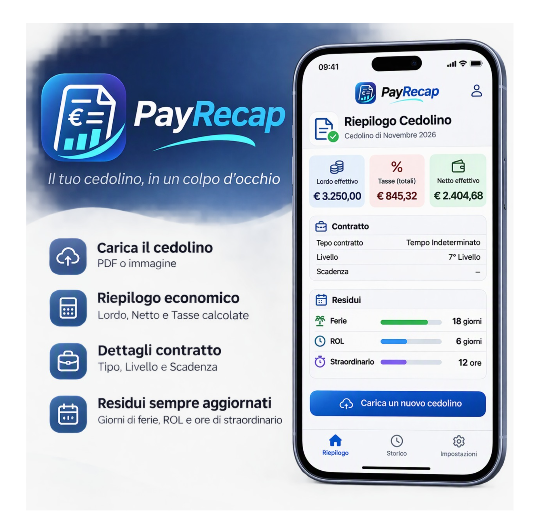 PayRecap
Il tuo cedolino, in un colpo d'occhio
Carica il cedolino
PDF o immagine
Riepilogo economico
Lordo, Netto e Tasse calcolate
Dettagli contratto
Tipo, Livello e Scadenza
Residui sempre aggiornati
Giorni di ferie, ROL e ore di straordinario
09:41
PayRecap
Riepilogo Cedolino
Cedolino di Novembre 2026
Lordo effettivo
€ 3.250,00
Tasse (totali)
€ 845,32
Netto effettivo
€ 2.404,68
Contratto
Tepo contratto Tempo Indeterminato
Livello 7° Livello
Scadenza –
Residui
Ferie 18 giorni
ROL 6 giorni
Straordinario 12 ore
Carica un nuovo cedolino
Riepilogo Storico Impostazioni